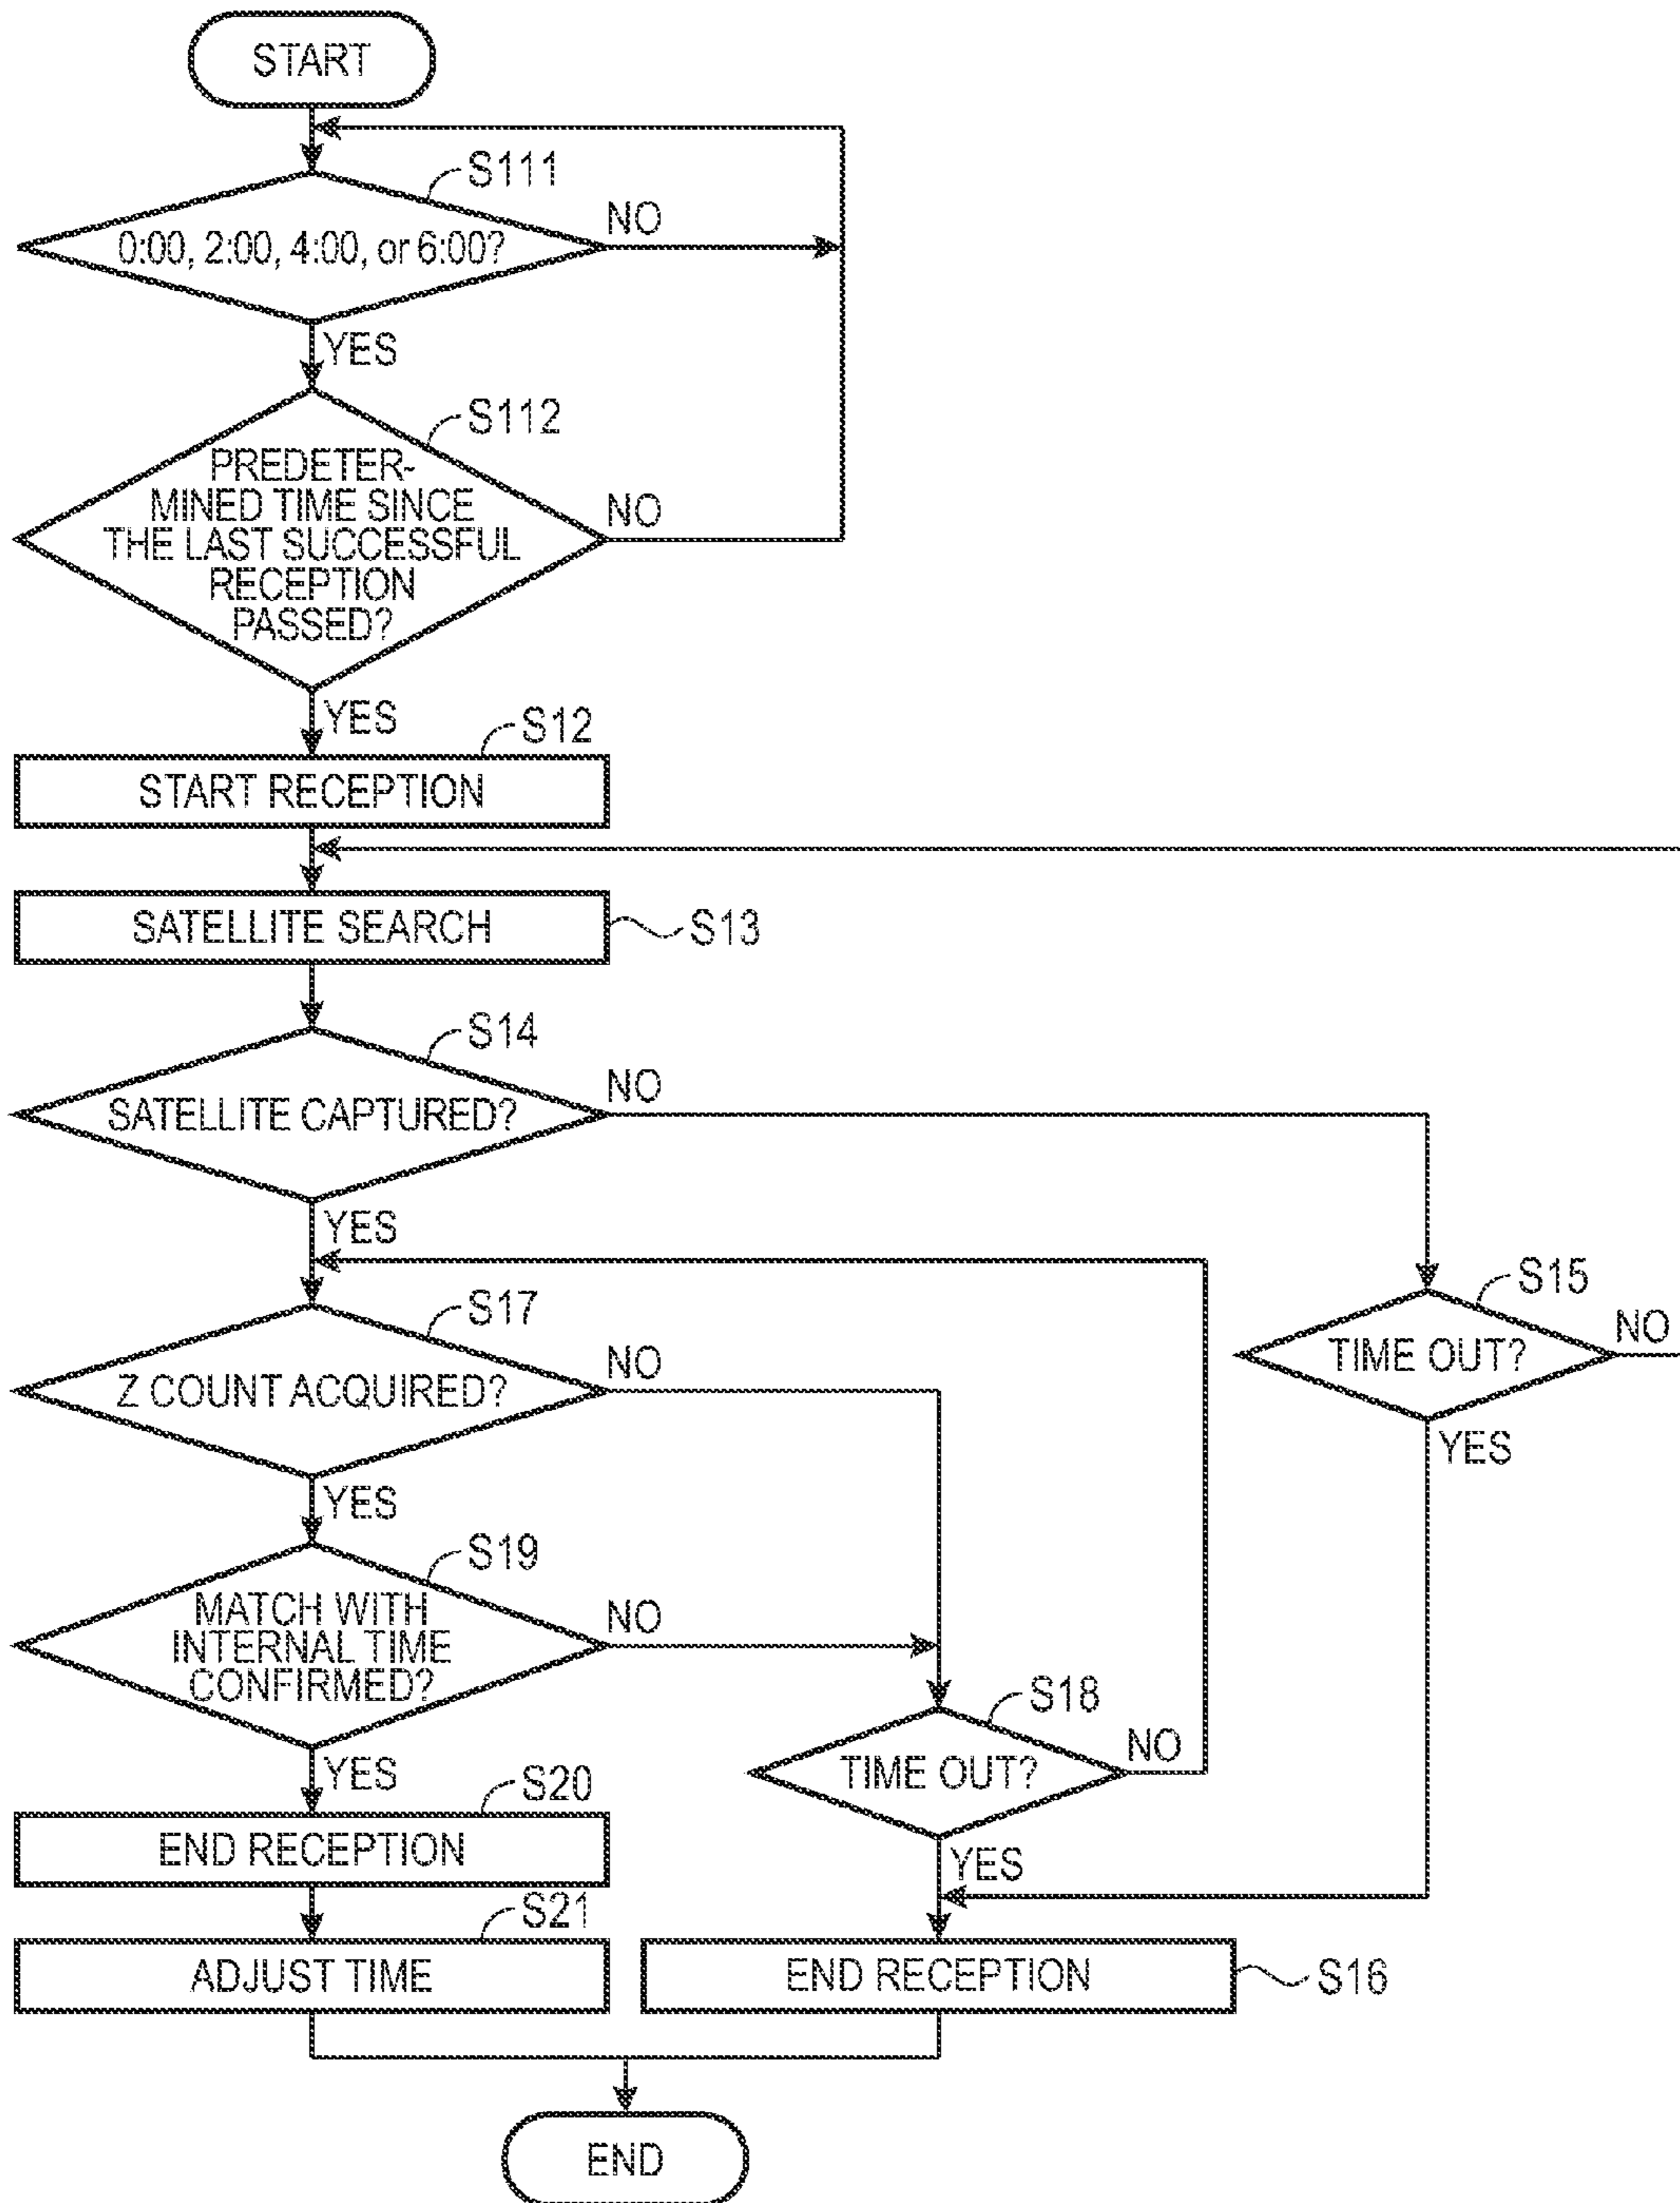 START
S111
0:00, 2:00, 4:00, or 6:00?
NO
YES
S112
PREDETER-
MINED TIME SINCE
THE LAST SUCCESSFUL
RECEPTION
PASSED?
NO
YES
S12
START RECEPTION
SATELLITE SEARCH
S13
S14
SATELLITE CAPTURED?
NO
YES
S15
TIME OUT?
NO
YES
S17
Z COUNT ACQUIRED?
NO
YES
S19
MATCH WITH
INTERNAL TIME
CONFIRMED?
NO
YES
S18
TIME OUT?
NO
YES
S20
END RECEPTION
S21
ADJUST TIME
END RECEPTION
S16
END